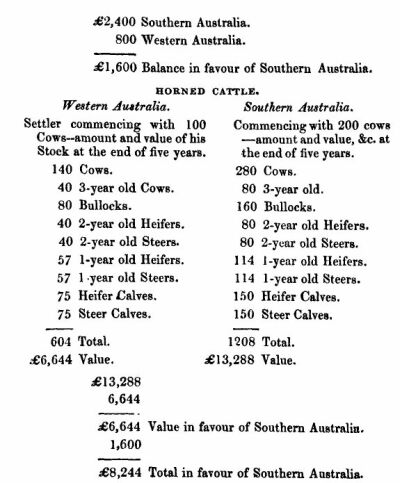 £2,400 Southern Australia.
800 Western Australia.
£1,600 Balance in favour of Southern Australia.
HORNED CATTLE.
Western Australia.
Settler commencing with 100
Cows--amount and value of his
Stock at the end of five years.
140 Cows.
40 3-year old Cows.
80 Bullocks.
40 2-year old Heifers.
40 2-year old Steers.
57 1-year old Heifers.
57 1-year old Steers.
75 Heifer Calves.
75 Steer Calves.
604 Total.
£6,644 Value.
Southern Australia.
Commencing with 200 cows
—amount and value, &c. at
the end of five years.
280 Cows.
80 3-year old.
160 Bullocks.
80 2-year old Heifers.
80 2-year old Steers.
114 1-year old Heifers.
114 1-year old Steers.
150 Heifer Calves.
150 Steer Calves.
1208 Total.
£13,288 Value.
£13,288
6,644
£6,644 Value in favour of Southern Australia.
1,600
£8,244 Total in favour of Southern Australia.